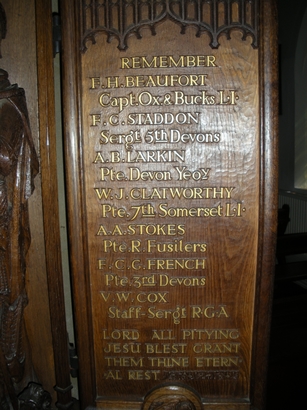 REMEMBER
F. H. BEAUFORT
Capt. Ox & Bucks L.I.
F. C. STADDON
Sergt 5th Devons
A. B. LARKIN
Pte. Devon Yeoy
W. J. CLATWORTHY
Pte. 7th Somerset L.I.
A. A. STOKES
Pte R. Fusilers
E. C. G. FRENCH
Pte. 3rd Devons
V. W. COX
Staff-Sergt R.G.A
LORD ALL PITYING
JESU BLEST GRANT
THEM THINE ETERN-
AL REST